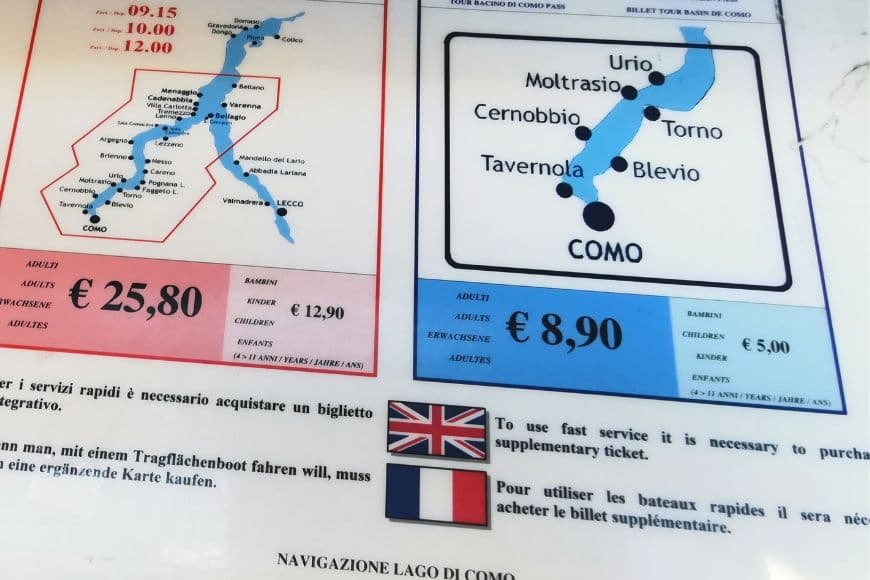 TOUR BACINO DI COMO PASS
BILLET TOUR BASIN DE COMO
Part. / Dep. 09.15
Part. / Dep. 10.00
Part. / Dep. 12.00
Domaso
Gravedona
Dongo
Piona
Colico
Bellano
Menaggio
Cadenabbia
Villa Carlotta
Tremezzo
Lenno
Varenna
Bellagio
Argegno
Lezzeno
Brienno
Nesso
Careno
Urio
Moltrasio
Pognana L.
Faggeto L.
Cernobbio
Torno
Tavernola
Blevio
COMO
Mandello del Lario
Abbadia Lariana
Valmadrera
LECCO
Urio
Moltrasio
Cernobbio
Torno
Tavernola
Blevio
COMO
ADULTI
ADULTS
ERWACHSENE
ADULTES
€ 25,80
BAMBINI
KINDER
CHILDREN
ENFANTS
€ 12,90
(4 > 11 ANNI / YEARS / JAHRE / ANS)
ADULTI
ADULTS
ERWACHSENE
ADULTES
€ 8,90
BAMBINI
CHILDREN
KINDER
ENFANTS
€ 5,00
(4 > 11 ANNI / YEARS / JAHRE / ANS)
er i servizi rapidi è necessario acquistare un biglietto
tegrativo.
nn man, mit einem Tragflächenboot fahren will, muss
n eine ergänzende Karte kaufen.
To use fast service it is necessary to purcha
supplementary ticket.
Pour utiliser les bateaux rapides il sera néc
acheter le billet supplémentaire.
NAVIGAZIONE LAGO DI COMO